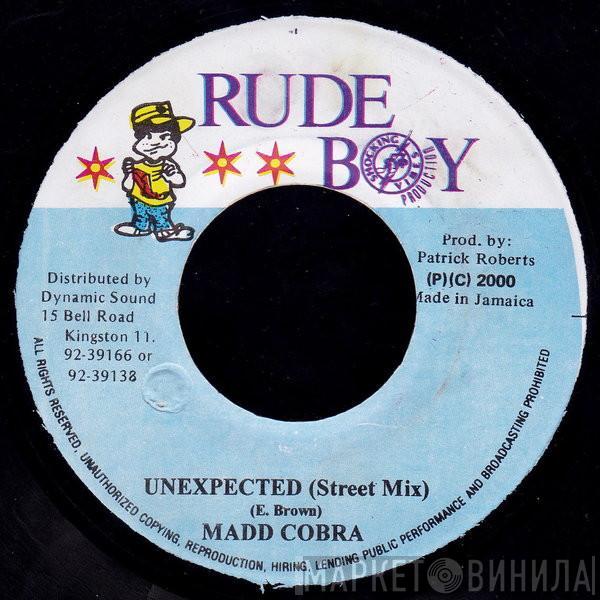 RUDE
BOY
SHOCKING VIBES
PRODUCTION
Prod. by:
Patrick Roberts
(P)(C) 2000
Made in Jamaica
Distributed by
Dynamic Sound
15 Bell Road
Kingston 11.
92-39166 or
92-39138
UNEXPECTED (Street Mix)
(E. Brown)
MADD COBRA
ALL RIGHTS RESERVED, UNAUTHORIZED COPYING, REPRODUCTION, HIRING, LENDING PUBLIC PERFORMANCE AND BROADCASTING PROHIBITED
МАРКЕТ ВИНИЛА